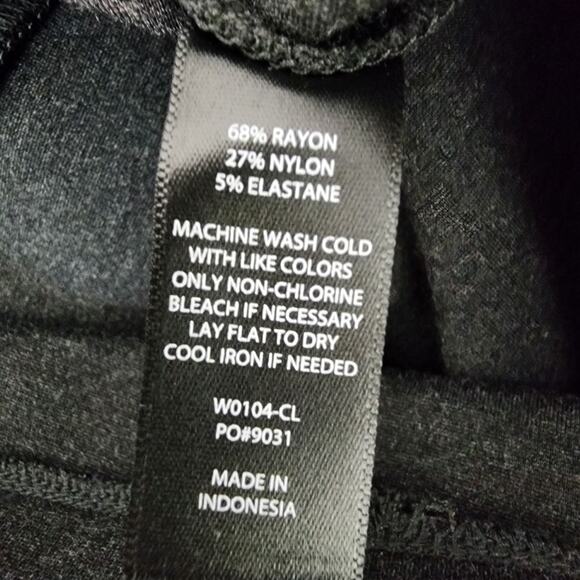 68% RAYON
27% NYLON
5% ELASTANE
MACHINE WASH COLD
WITH LIKE COLORS
ONLY NON-CHLORINE
BLEACH IF NECESSARY
LAY FLAT TO DRY
COOL IRON IF NEEDED
W0104-CL
PO#9031
MADE IN
INDONESIA